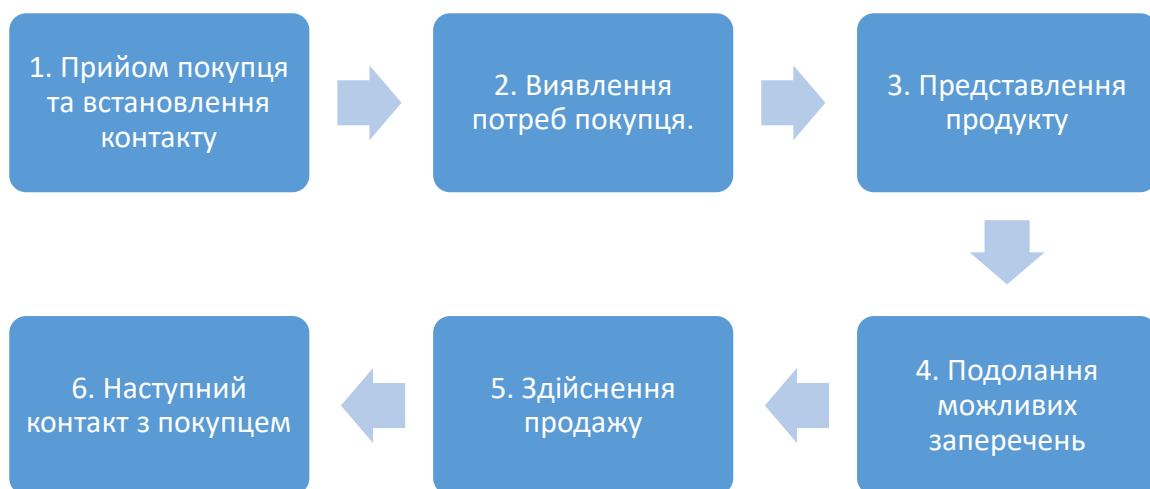 1. Прийом покупця
та встановлення
контакту
2. Виявлення
потреб покупця.
3. Представлення
продукту
4. Подолання
можливих
заперечень
5. Здійснення
продажу
6. Наступний
контакт з покупцем